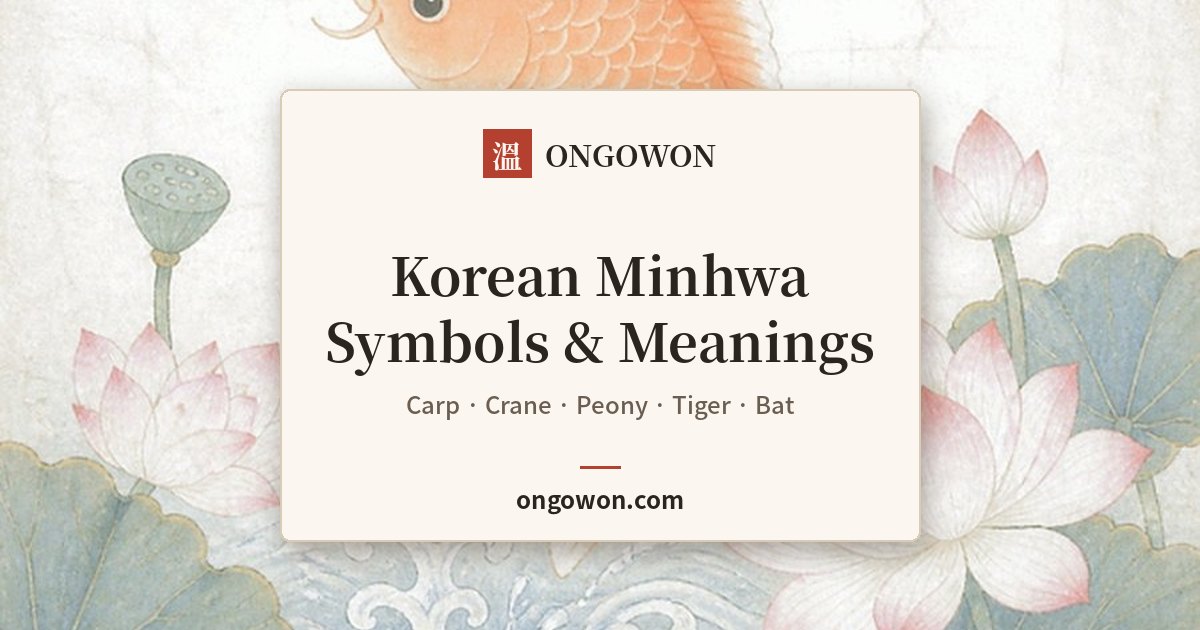 溫 ONGOWON
Korean Minhwa
Symbols & Meanings
Carp · Crane · Peony · Tiger · Bat
ongowon.com